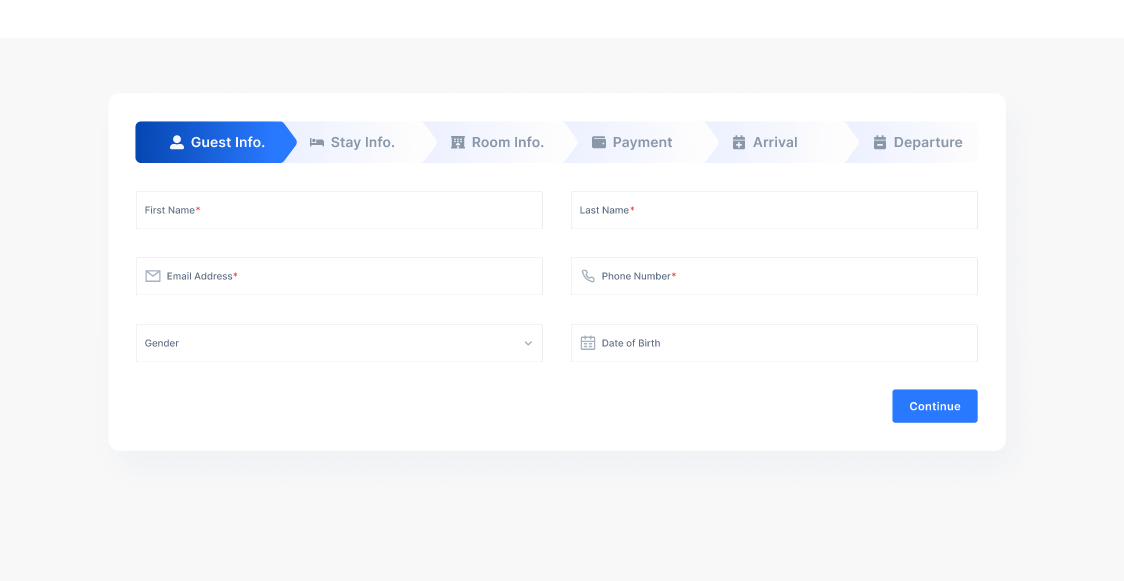 Guest Info. Stay Info. Room Info. Payment Arrival Departure
First Name* Last Name*
Email Address* Phone Number*
Gender Date of Birth
Continue